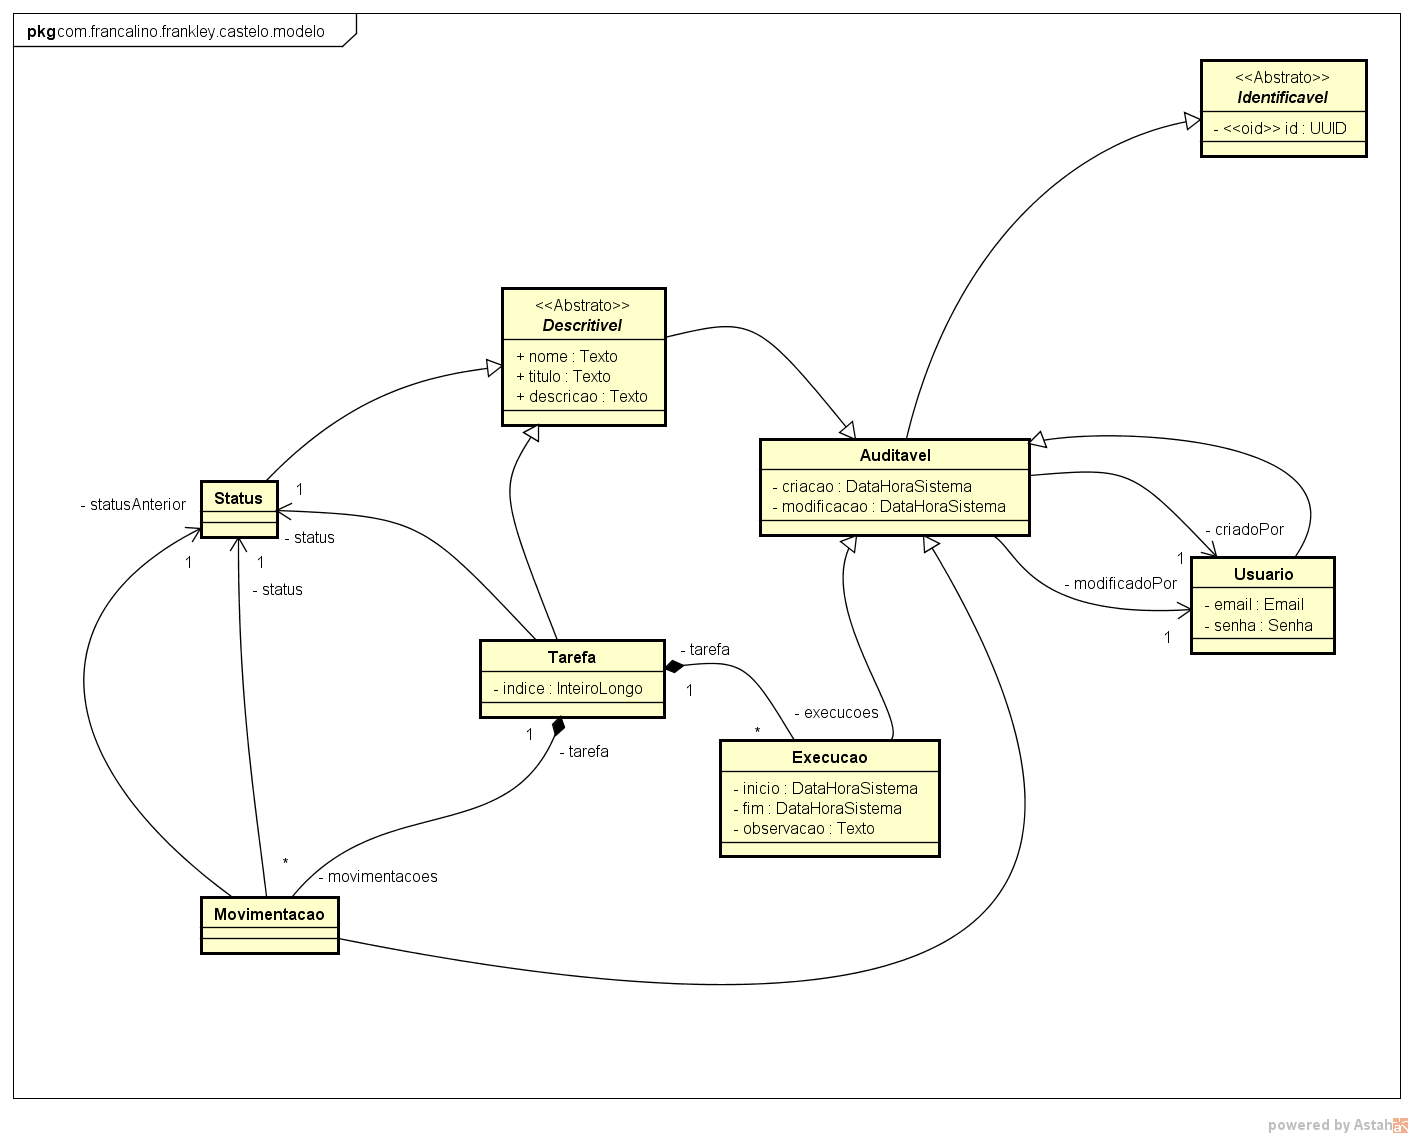 pkg com.francalino.frankley.castelo.modelo
<<Abstrato>>
Identificavel
- <<oid>> id : UUID
<<Abstrato>>
Descritivel
+ nome : Texto
+ titulo : Texto
+ descricao : Texto
Auditavel
- criacao : DataHoraSistema
- modificacao : DataHoraSistema
Status
1
- statusAnterior
- status
1
1
- status
- criadoPor
1
- modificadoPor
1
Usuario
- email : Email
- senha : Senha
Tarefa
- indice : InteiroLongo
- tarefa
1
- execucoes
*
1
- tarefa
Execucao
- inicio : DataHoraSistema
- fim : DataHoraSistema
- observacao : Texto
*
- movimentacoes
Movimentacao
powered by Astah